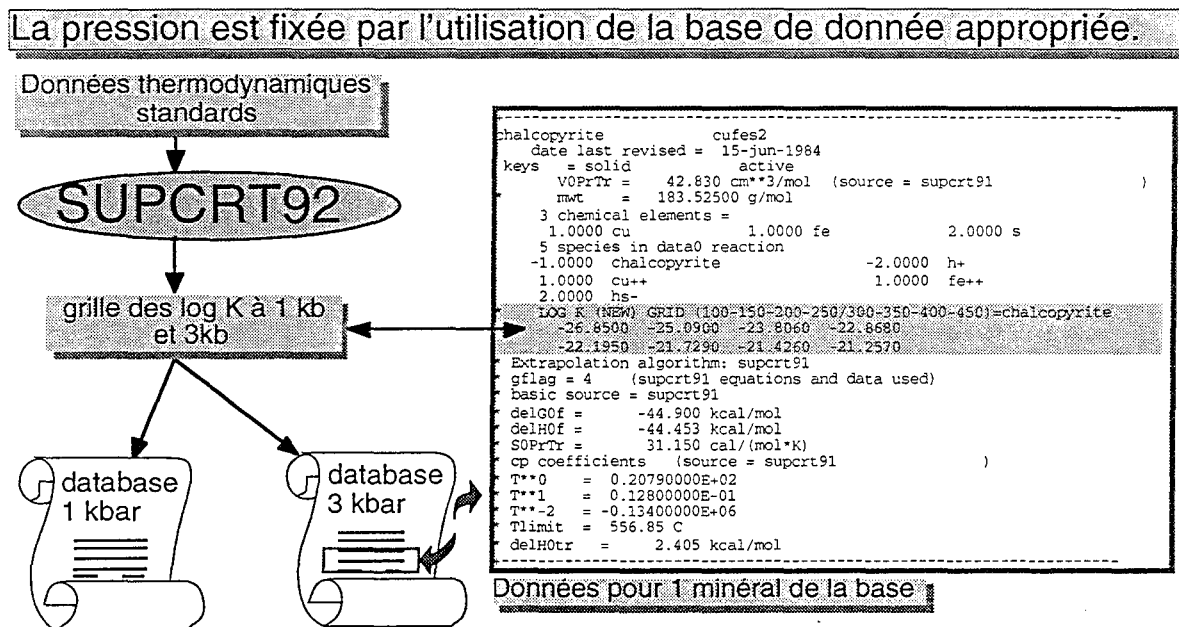 La pression est fixée par l'utilisation de la base de donnée appropriée.
Données thermodynamiques
standards
SUPCRT92
grille des log K à 1 kb
et 3kb
database
1 kbar
database
3 kbar
chalcopyrite cufes2
date last revised = 15-jun-1984
keys = solid active
V0PrTr = 42.830 cm**3/mol (source = supcrt91 )
mwt = 183.52500 g/mol
3 chemical elements =
1.0000 cu 1.0000 fe 2.0000 s
5 species in data0 reaction
-1.0000 chalcopyrite -2.0000 h+
1.0000 cu++ 1.0000 fe++
2.0000 hs-
LOG K (NEW) GRID (100-150-200-250/300-350-400-450)=chalcopyrite
-26.8500 -25.0900 -23.8060 -22.8680
-22.1950 -21.7290 -21.4260 -21.2570
* Extrapolation algorithm: supcrt91
* gflag = 4 (supcrt91 equations and data used)
* basic source = supcrt91
* delG0f = -44.900 kcal/mol
* delH0f = -44.453 kcal/mol
* S0PrTr = 31.150 cal/(mol*K)
* cp coefficients (source = supcrt91 )
* T**0 = 0.20790000E+02
* T**1 = 0.12800000E-01
* T**-2 = -0.13400000E+06
* Tlimit = 556.85 C
* delH0tr = 2.405 kcal/mol
Données pour 1 minéral de la base